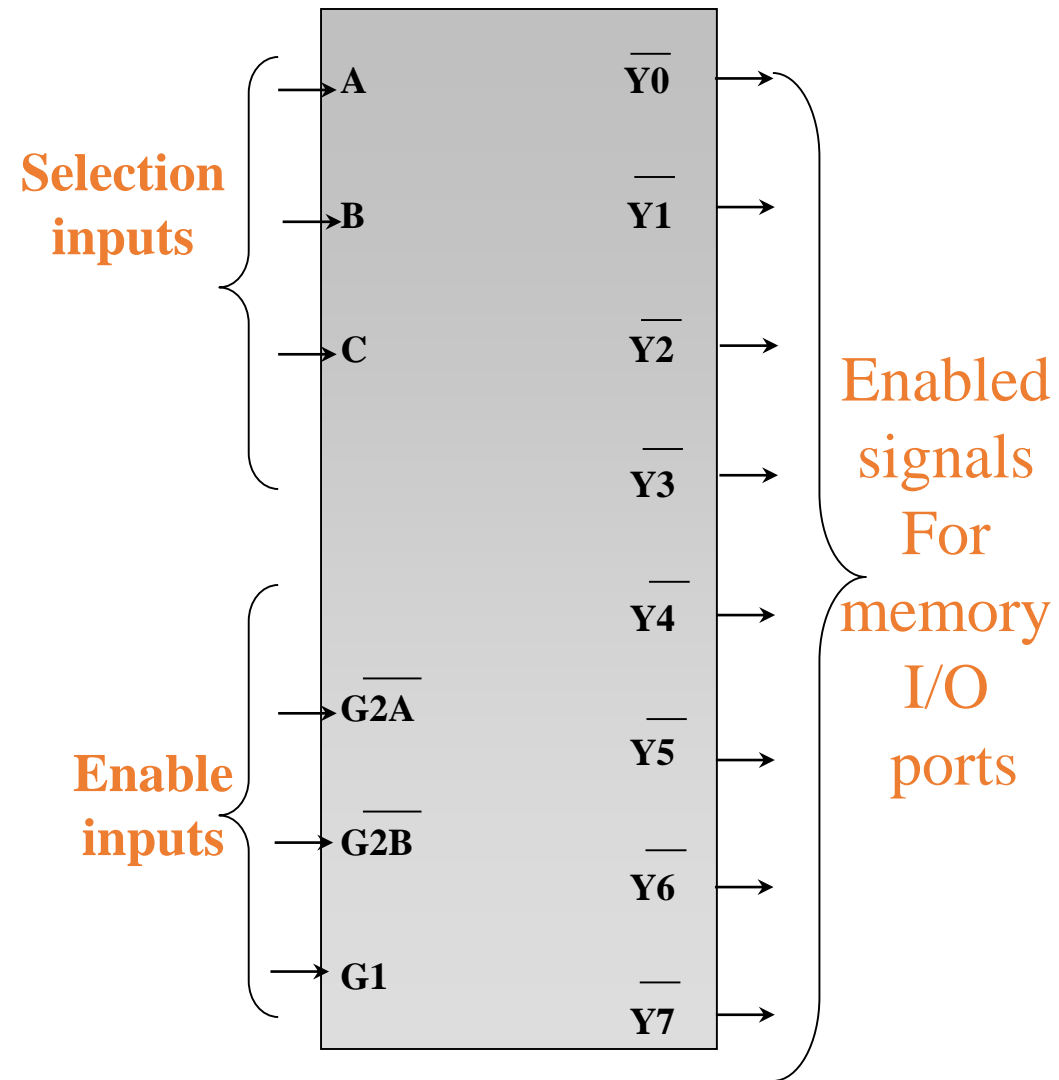 Selection
inputs
A
B
C
Enable
inputs
G2A
G2B
G1
Y0
Y1
Y2
Y3
Y4
Y5
Y6
Y7
Enabled
signals
For
memory
I/O
ports